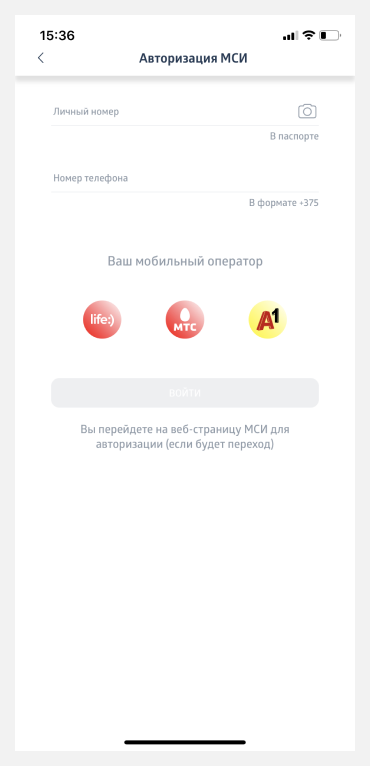 15:36
Авторизация МСИ
Личный номер
В паспорте
Номер телефона
В формате +375
Ваш мобильный оператор
life:) МТС A1
ВОЙТИ
Вы перейдете на веб-страницу МСИ для
авторизации (если будет переход)